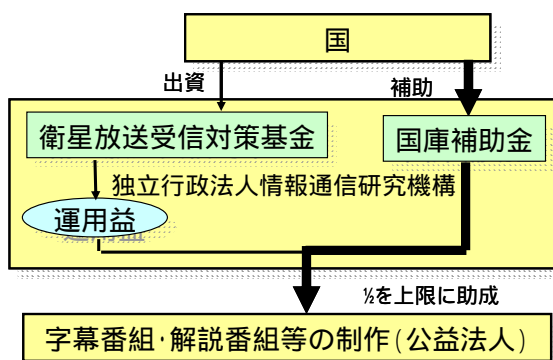 国
出資
補助
衛星放送受信対策基金
国庫補助金
独立行政法人情報通信研究機構
運用益
½を上限に助成
字幕番組･解説番組等の制作(公益法人)